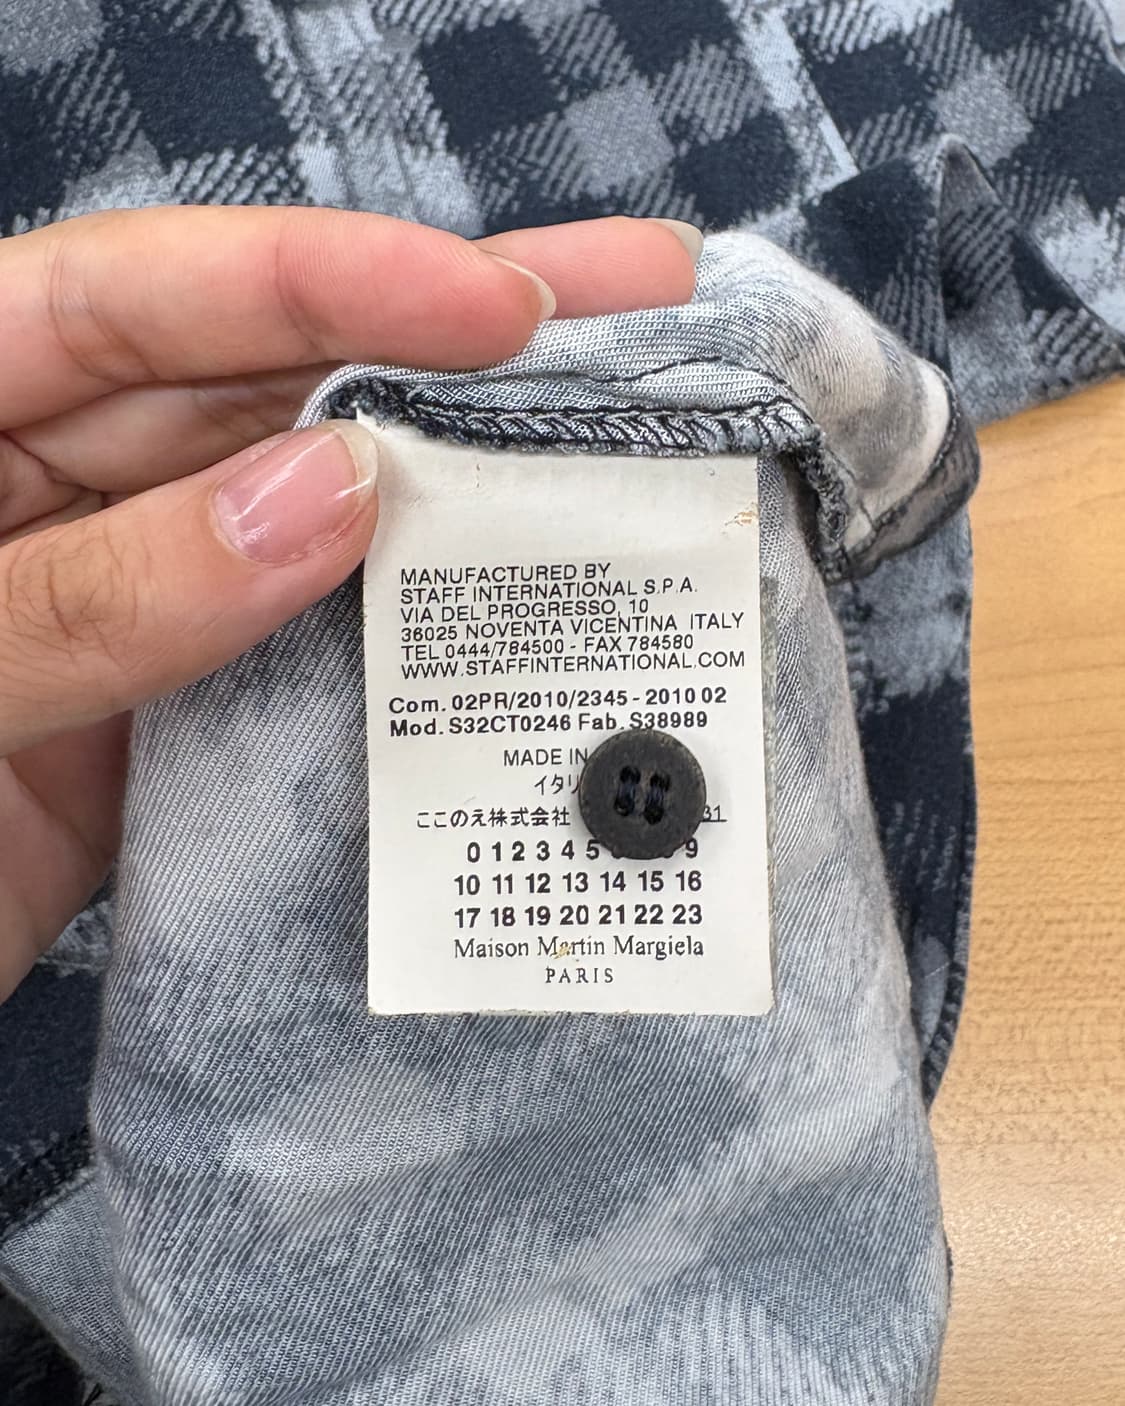 MANUFACTURED BY
STAFF INTERNATIONAL S.P.A.
VIA DEL PROGRESSO, 10
36025 NOVENTA VICENTINA ITALY
TEL 0444/784500 - FAX 784580
WWW.STAFFINTERNATIONAL.COM
Com. 02PR/2010/2345 - 2010 02
Mod. S32CT0246 Fab. S38989
MADE IN
イタリ
ここのえ株式会社 31
0 1 2 3 4 5 9
10 11 12 13 14 15 16
17 18 19 20 21 22 23
Maison Martin Margiela
PARIS